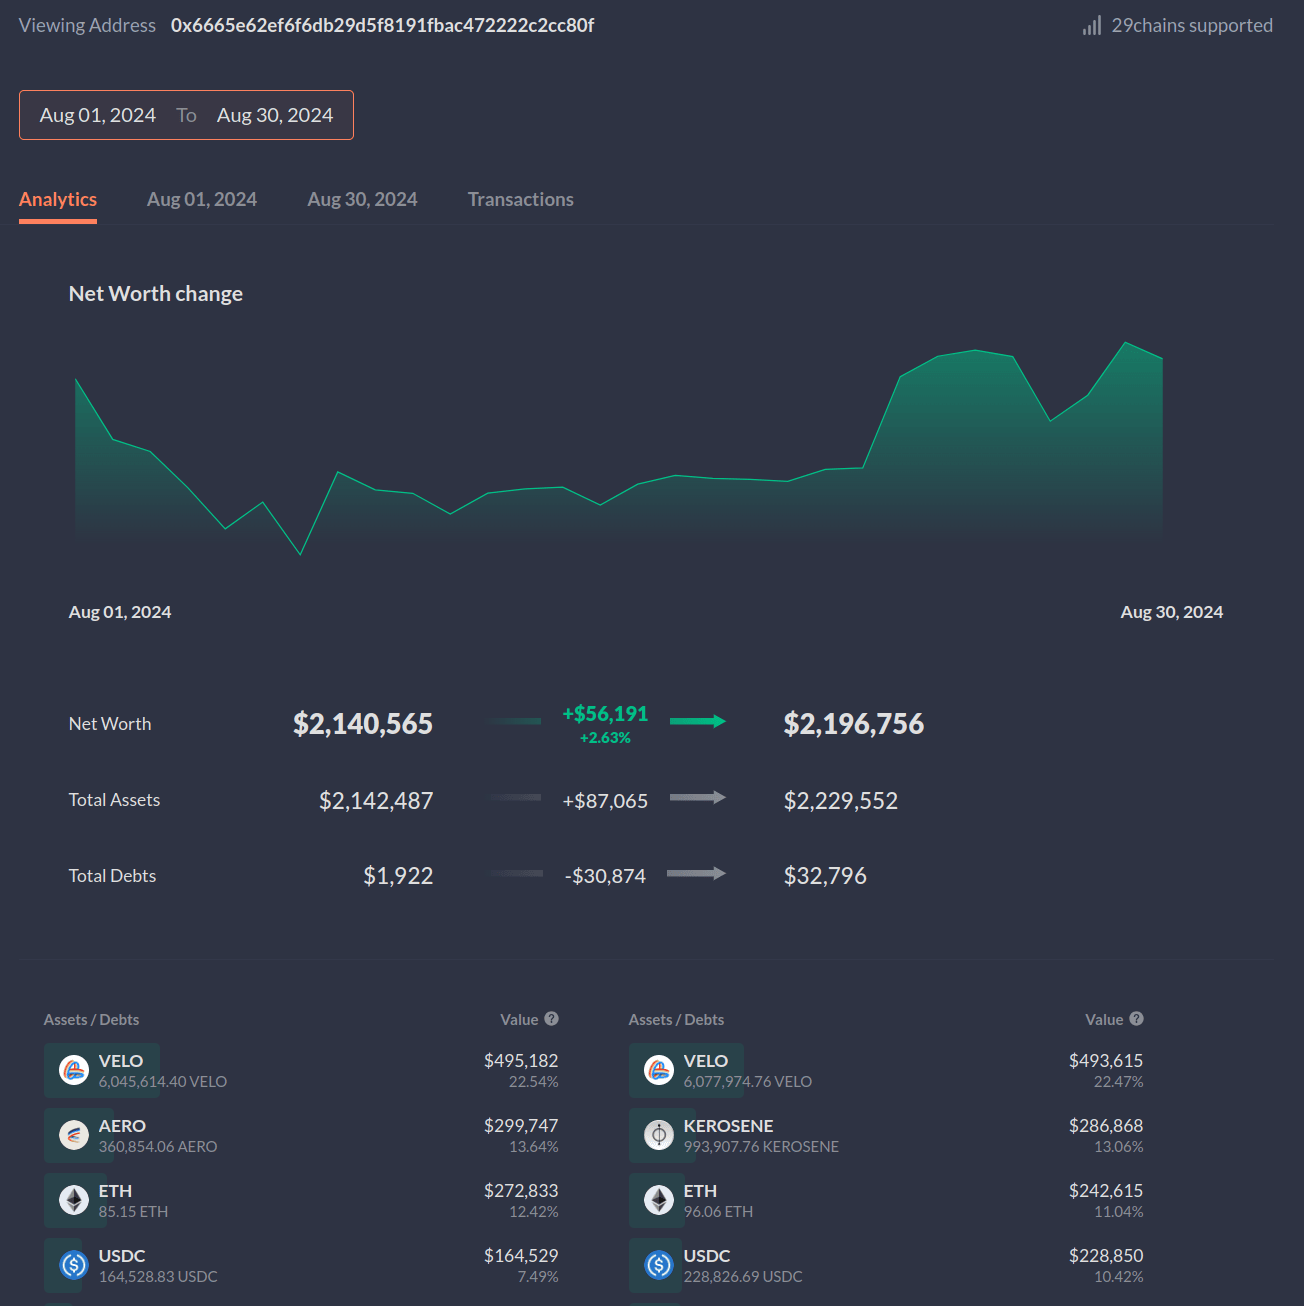 Viewing Address 0x6665e62ef6f6db29d5f8191fbac472222c2cc80f
29chains supported
Aug 01, 2024 To Aug 30, 2024
Analytics Aug 01, 2024 Aug 30, 2024 Transactions
Net Worth change
Aug 01, 2024 Aug 30, 2024
Net Worth $2,140,565 +$56,191 +2.63% $2,196,756
Total Assets $2,142,487 +$87,065 $2,229,552
Total Debts $1,922 -$30,874 $32,796
Assets / Debts Value ?
VELO $495,182
6,045,614.40 VELO 22.54%
AERO $299,747
360,854.06 AERO 13.64%
ETH $272,833
85.15 ETH 12.42%
USDC $164,529
164,528.83 USDC 7.49%
Assets / Debts Value ?
VELO $493,615
6,077,974.76 VELO 22.47%
KEROSENE $286,868
993,907.76 KEROSENE 13.06%
ETH $242,615
96.06 ETH 11.04%
USDC $228,850
228,826.69 USDC 10.42%